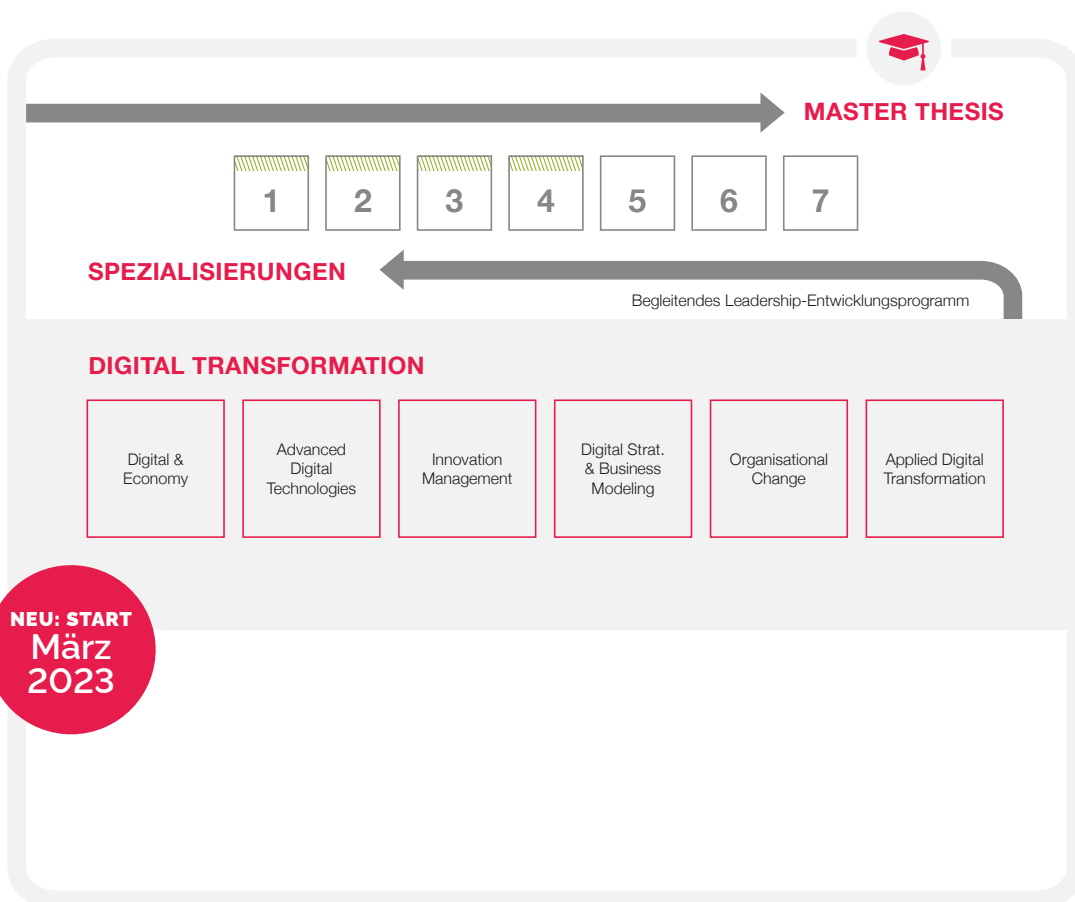 MASTER THESIS
1 2 3 4 5 6 7
SPEZIALISIERUNGEN
Begleitendes Leadership-Entwicklungsprogramm
DIGITAL TRANSFORMATION
Digital &
Economy
Advanced
Digital
Technologies
Innovation
Management
Digital Strat.
& Business
Modeling
Organisational
Change
Applied Digital
Transformation
NEU: START
März
2023